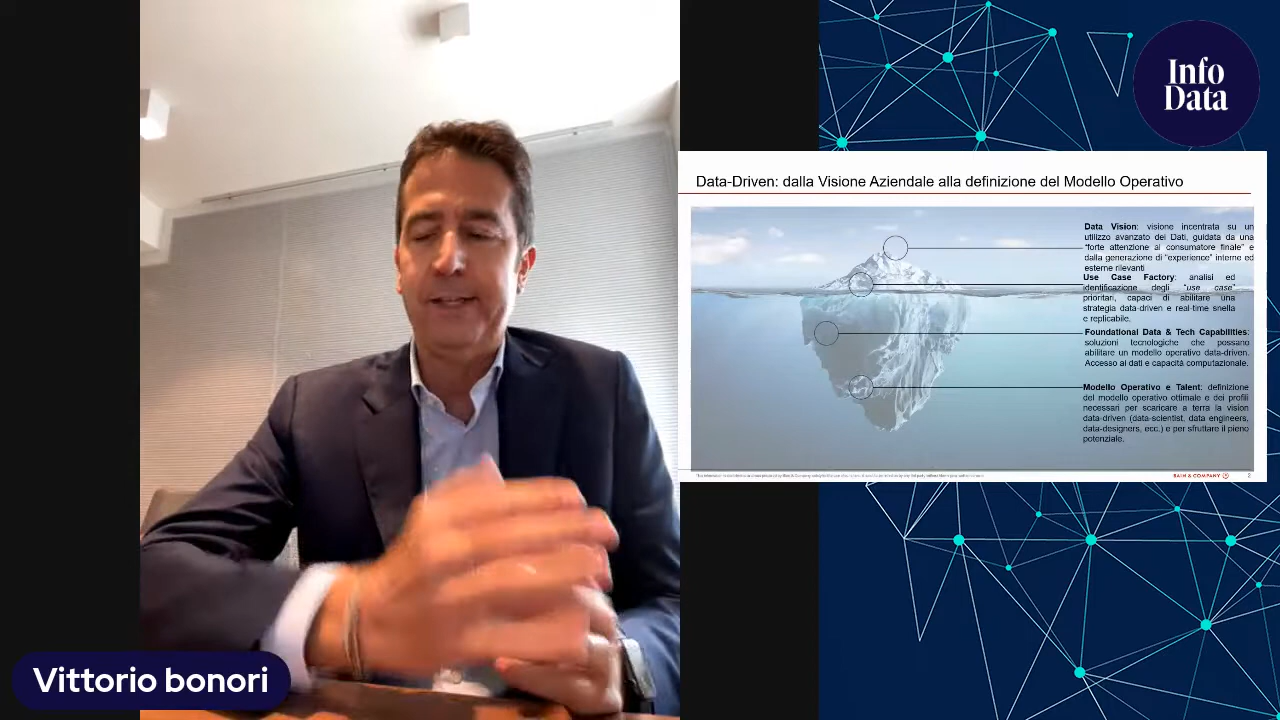 Info
Data
Data-Driven: dalla Visione Aziendale alla definizione del Modello Operativo
Data Vision: visione incentrata su un
utilizzo avanzato dei Dati, guidata da una
"forte attenzione al consumatore finale" e
dalla generazione di "experience" interne ed
esterne rilevanti
Use Case Factory: analisi ed
identificazione degli "use case"
prioritari, capaci di abilitare una
strategia data-driven e real-time snella
e replicabile.
Foundational Data & Tech Capabilities:
soluzioni tecnologiche che possano
abilitare un modello operativo data-driven.
Accesso ai dati e capacità computazionale.
Modello Operativo e Talent: definizione
del modello operativo ottimale e dei profili
necessari per scaricare a terra la vision
data-driven (data-scientist, data engineers,
data-designers, ecc.) e per sfruttare il pieno
potenziale.
BAIN & COMPANY
2
Vittorio bonori